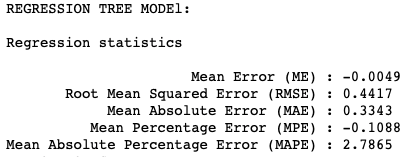 REGRESSION TREE MODEl:
Regression statistics
Mean Error (ME) : -0.0049
Root Mean Squared Error (RMSE) : 0.4417
Mean Absolute Error (MAE) : 0.3343
Mean Percentage Error (MPE) : -0.1088
Mean Absolute Percentage Error (MAPE) : 2.7865